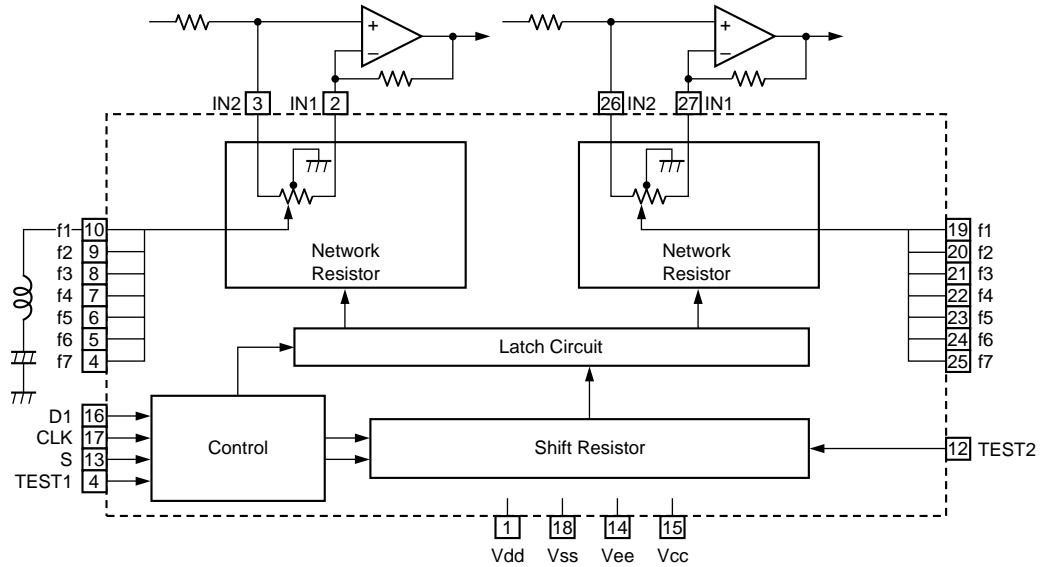 +
−
+
−
IN2 3 IN1 2
26 IN2 27 IN1
f1 10
f2 9
f3 8
f4 7
f5 6
f6 5
f7 4
Network
Resistor
Network
Resistor
19 f1
20 f2
21 f3
22 f4
23 f5
24 f6
25 f7
Latch Circuit
D1 16
CLK 17
S 13
TEST1 4
Control
Shift Resistor
12 TEST2
1 18 14 15
Vdd Vss Vee Vcc